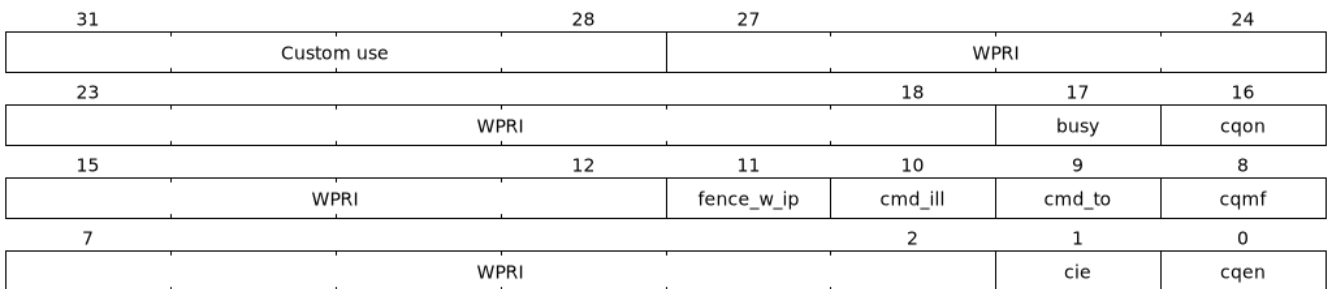 31 28 27 24
Custom use WPRI
23 18 17 16
WPRI busy cqon
15 12 11 10 9 8
WPRI fence_w_ip cmd_ill cmd_to cqmf
7 2 1 0
WPRI cie cqen